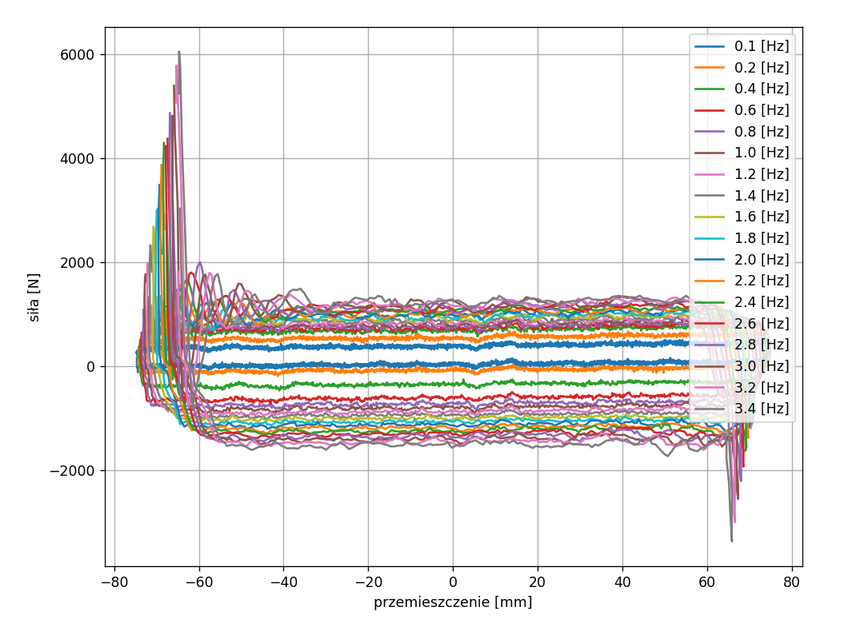 6000
4000
2000
0
−2000
siła [N]
−80
−60
−40
−20
0
20
40
60
80
przemieszczenie [mm]
0.1 [Hz]
0.2 [Hz]
0.4 [Hz]
0.6 [Hz]
0.8 [Hz]
1.0 [Hz]
1.2 [Hz]
1.4 [Hz]
1.6 [Hz]
1.8 [Hz]
2.0 [Hz]
2.2 [Hz]
2.4 [Hz]
2.6 [Hz]
2.8 [Hz]
3.0 [Hz]
3.2 [Hz]
3.4 [Hz]